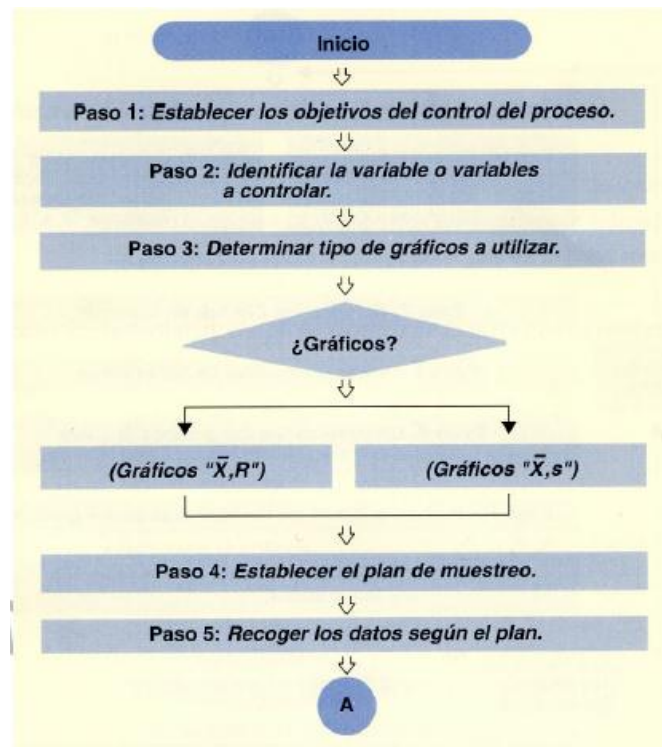 Inicio
Paso 1: Establecer los objetivos del control del proceso.
Paso 2: Identificar la variable o variables
a controlar.
Paso 3: Determinar tipo de gráficos a utilizar.
¿Gráficos?
(Gráficos "X̅,R")
(Gráficos "X̅,s")
Paso 4: Establecer el plan de muestreo.
Paso 5: Recoger los datos según el plan.
A